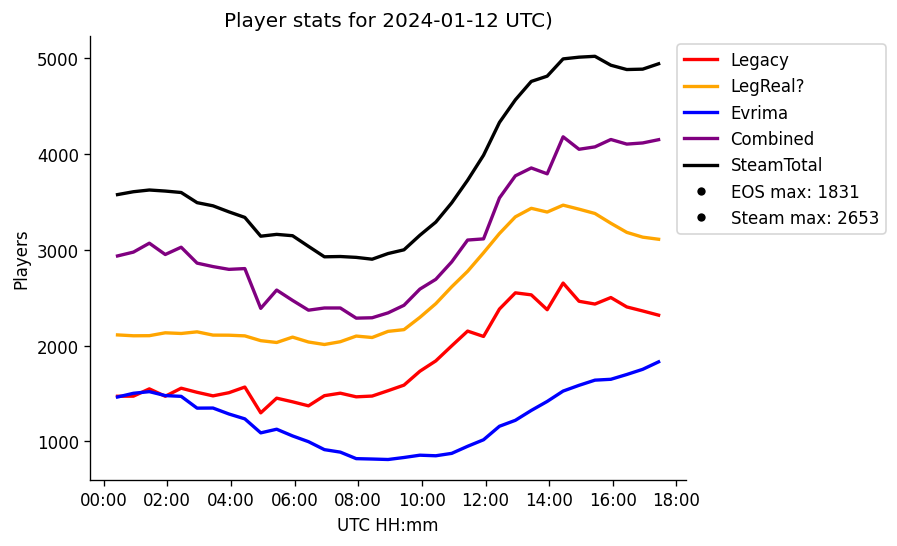 Player stats for 2024-01-12 UTC)
5000
4000
3000
2000
1000
Players
00:00 02:00 04:00 06:00 08:00 10:00 12:00 14:00 16:00 18:00
UTC HH:mm
Legacy
LegReal?
Evrima
Combined
SteamTotal
EOS max: 1831
Steam max: 2653